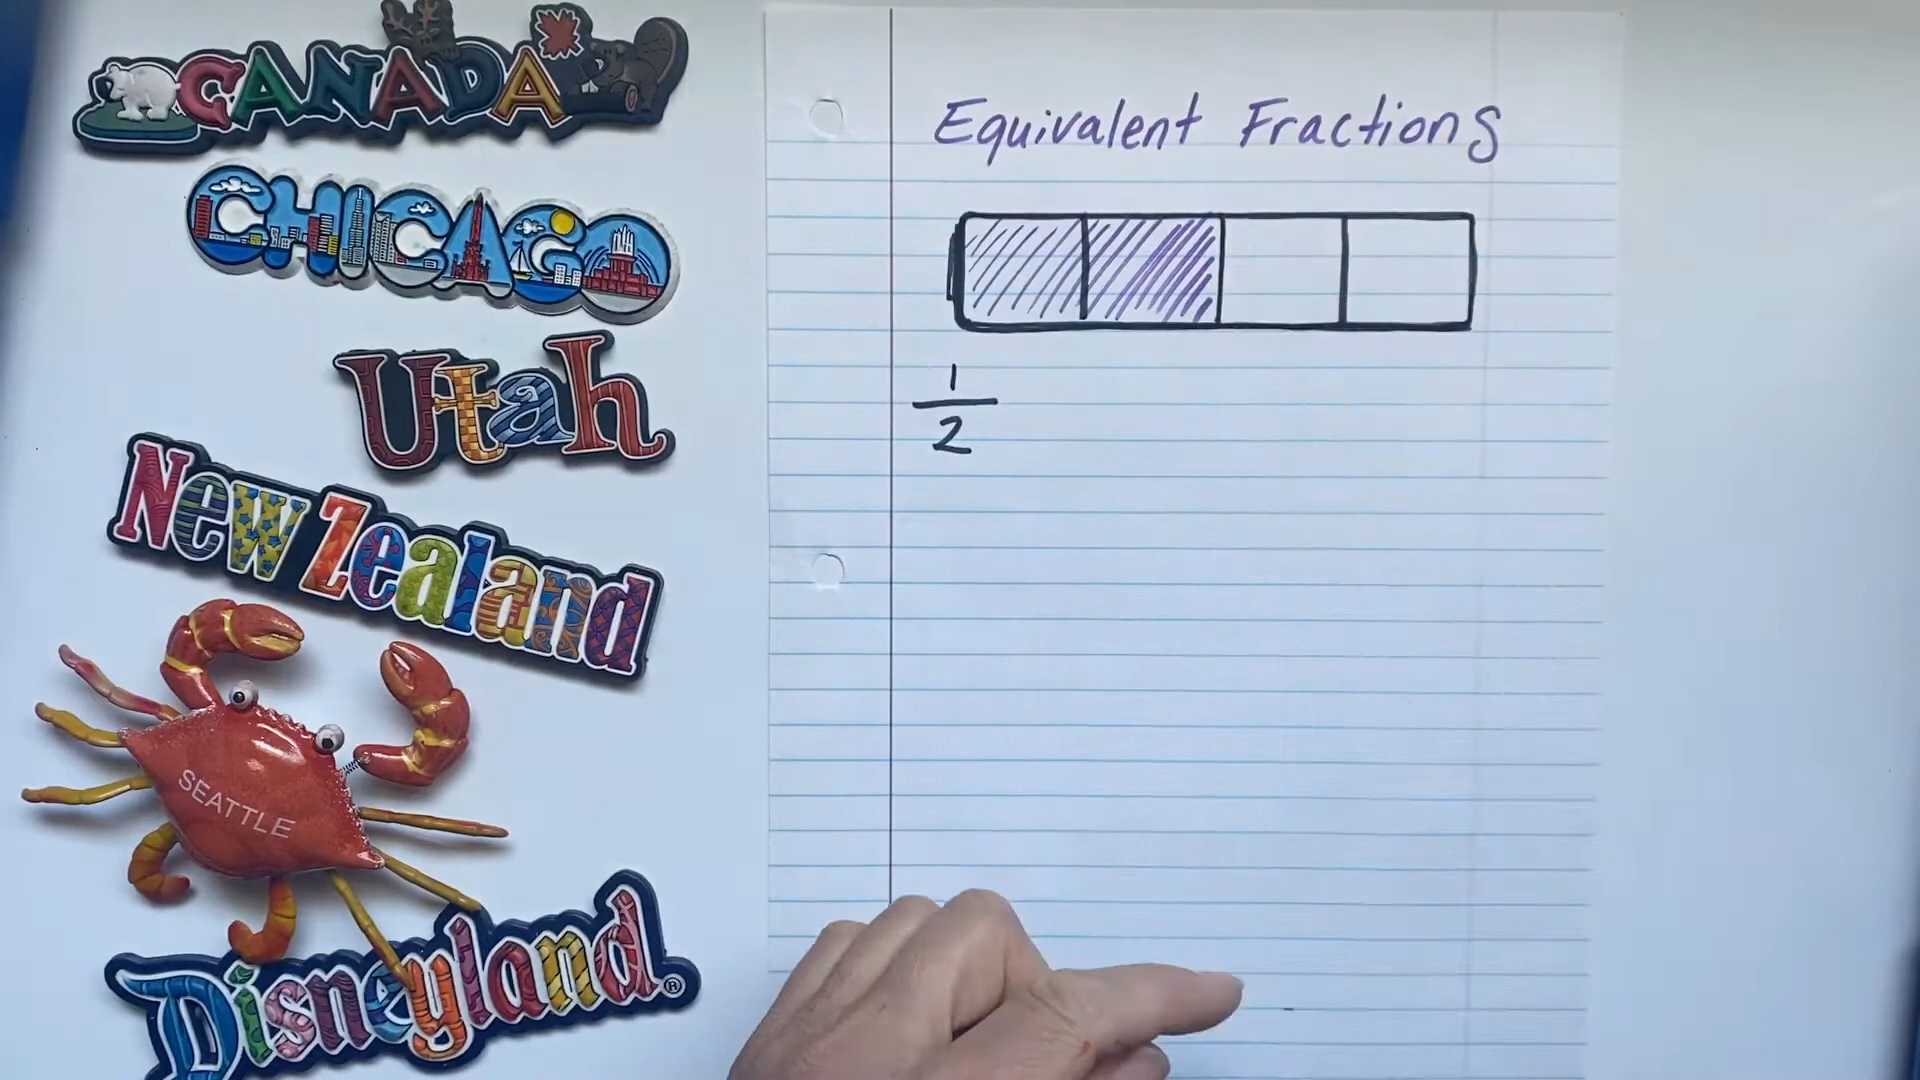 CANADA
CHICAGO
Utah
New Zealand
SEATTLE
Disneyland®
Equivalent Fractions
1
2